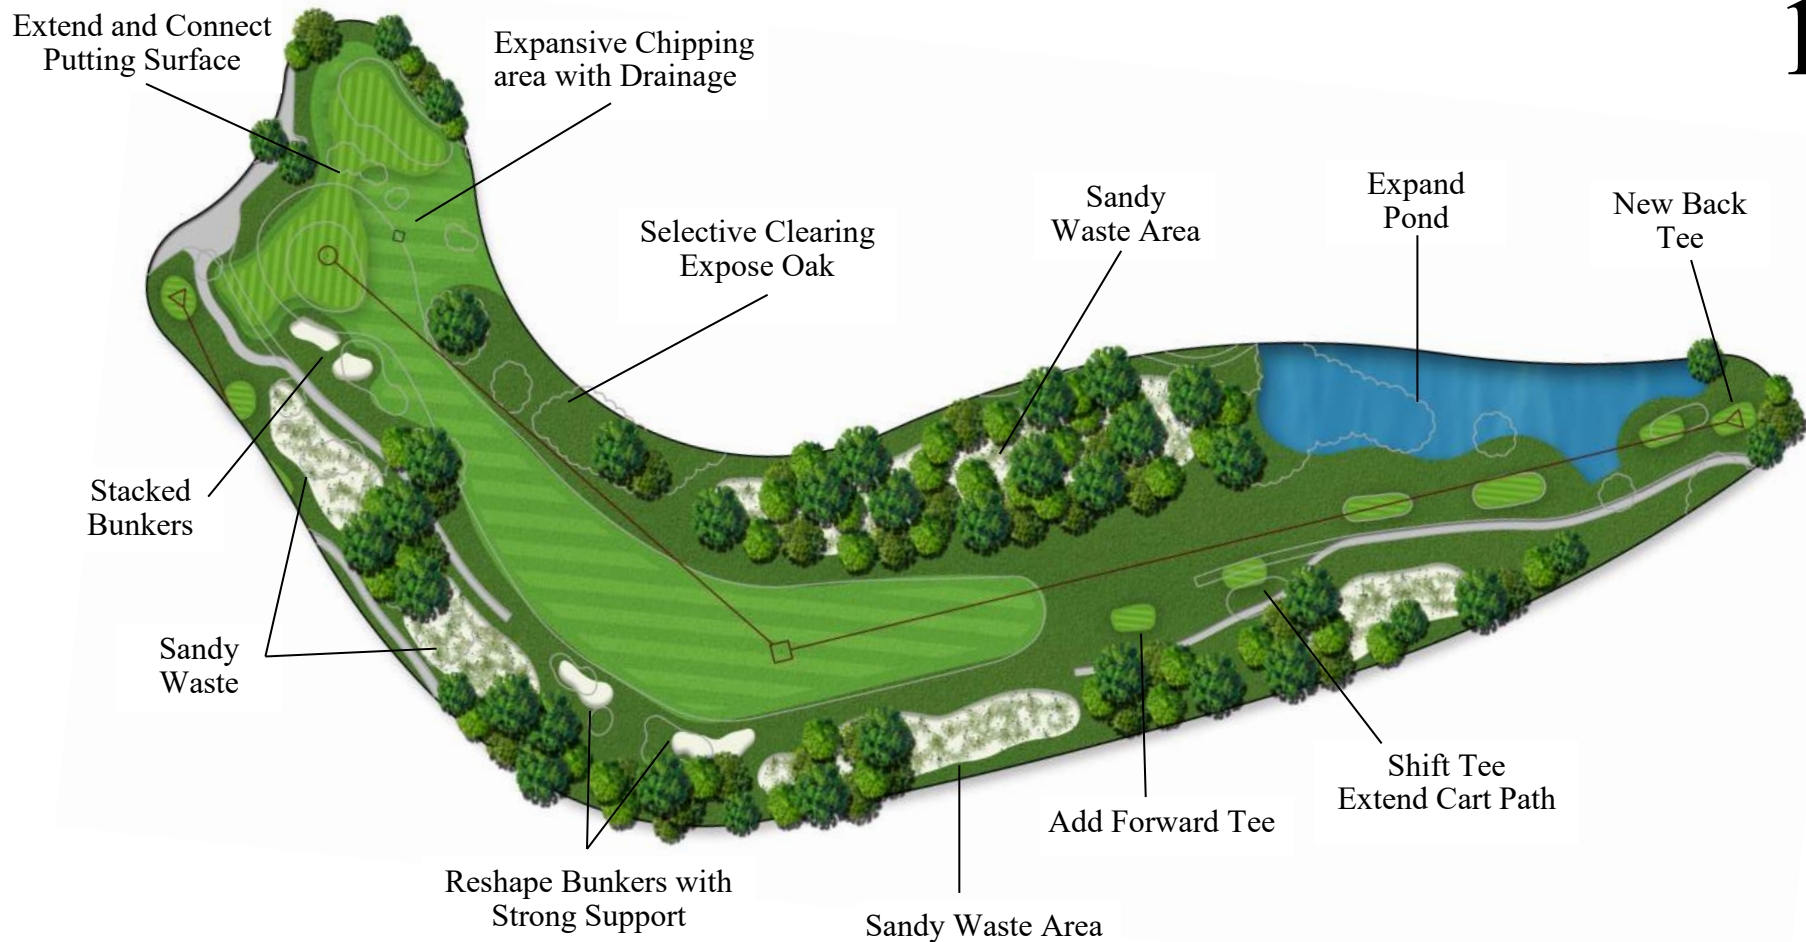 Extend and Connect
Putting Surface
Expansive Chipping
area with Drainage
Selective Clearing
Expose Oak
Sandy
Waste Area
Expand
Pond
New Back
Tee
Stacked
Bunkers
Sandy
Waste
Reshape Bunkers with
Strong Support
Sandy Waste Area
Add Forward Tee
Shift Tee
Extend Cart Path